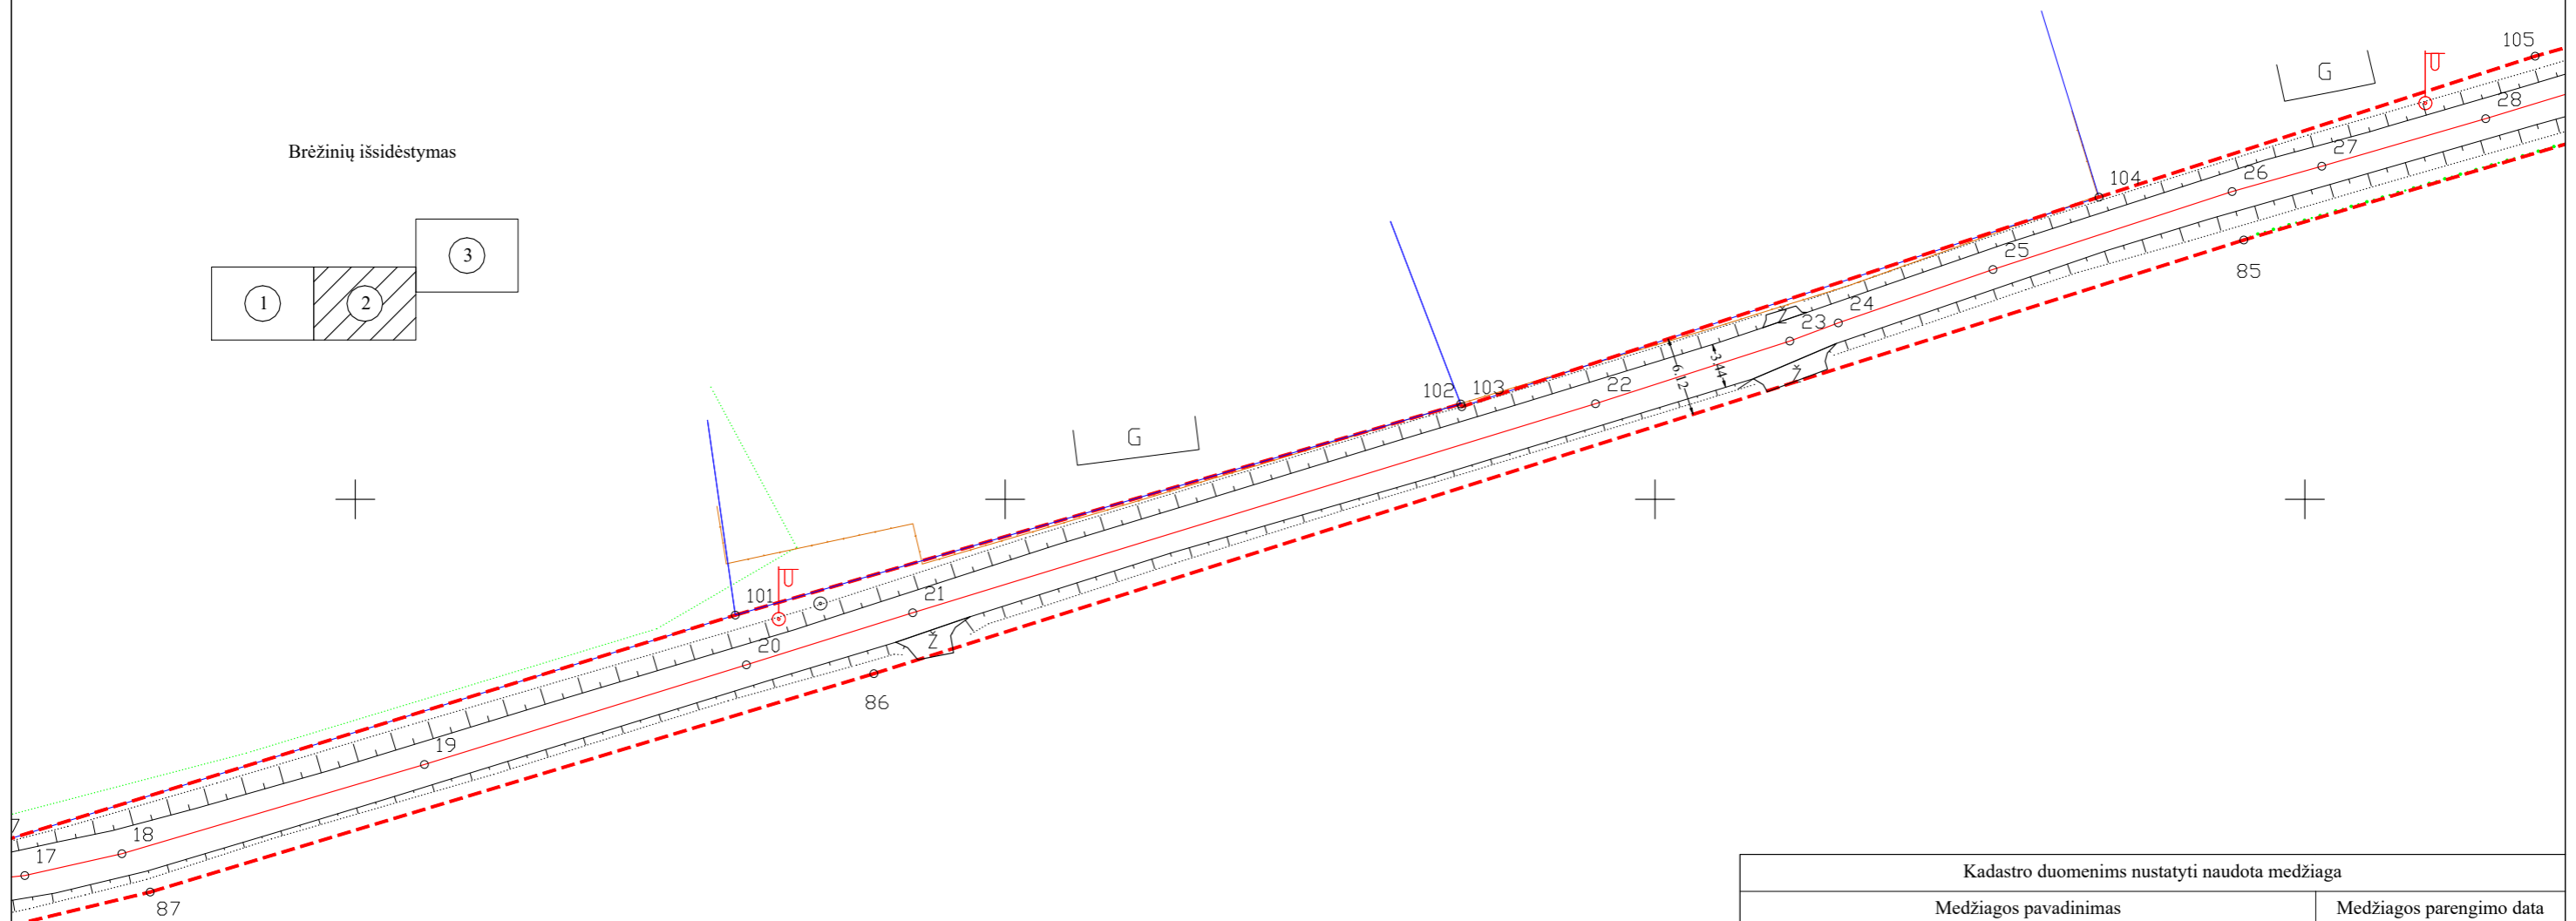 105
G
U
28
Brėžinių išsidėstymas
27
104
26
3
25
85
1
2
24
Ž
23
3,44
6,12
Ž
102
103
22
G
U
101
21
20
Ž
86
19
7
18
17
87
Kadastro duomenims nustatyti naudota medžiaga
Medžiagos pavadinimas
Medžiagos parengimo data